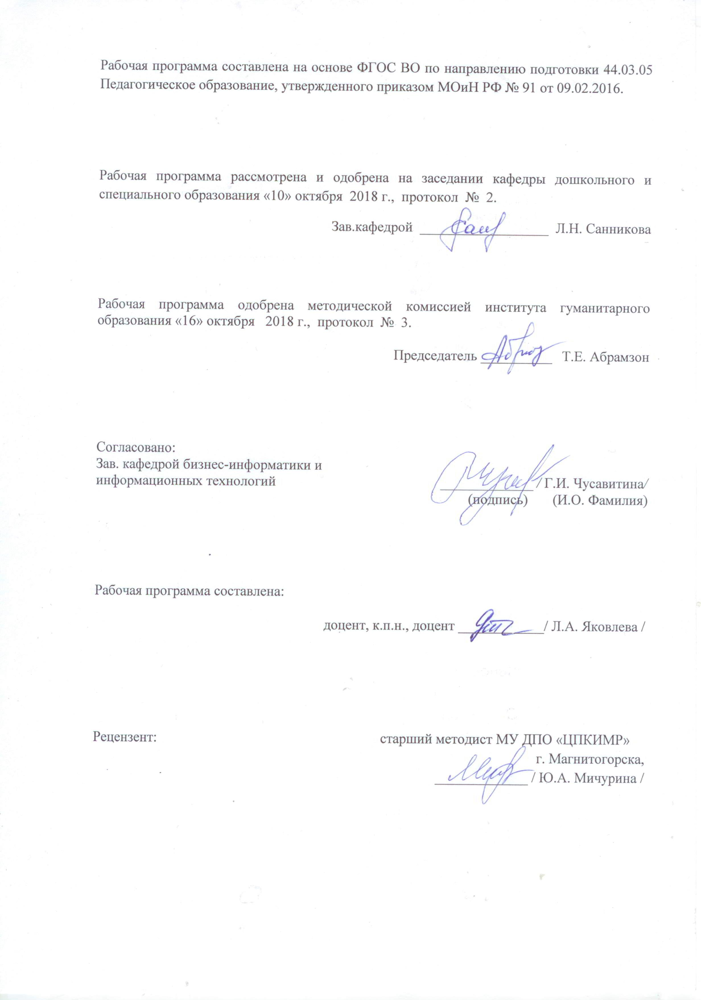 Рабочая программа составлена на основе ФГОС ВО по направлению подготовки 44.03.05
Педагогическое образование, утвержденного приказом МОиН РФ № 91 от 09.02.2016.
Рабочая программа рассмотрена и одобрена на заседании кафедры дошкольного и
специального образования «10» октября 2018 г., протокол № 2.
Зав.кафедрой Л.Н. Санникова
Рабочая программа одобрена методической комиссией института гуманитарного
образования «16» октября 2018 г., протокол № 3.
Председатель Т.Е. Абрамзон
Согласовано:
Зав. кафедрой бизнес-информатики и
информационных технологий / Г.И. Чусавитина/
(подпись) (И.О. Фамилия)
Рабочая программа составлена:
доцент, к.п.н., доцент / Л.А. Яковлева /
Рецензент: старший методист МУ ДПО «ЦПКИМР»
г. Магнитогорска,
/ Ю.А. Мичурина /